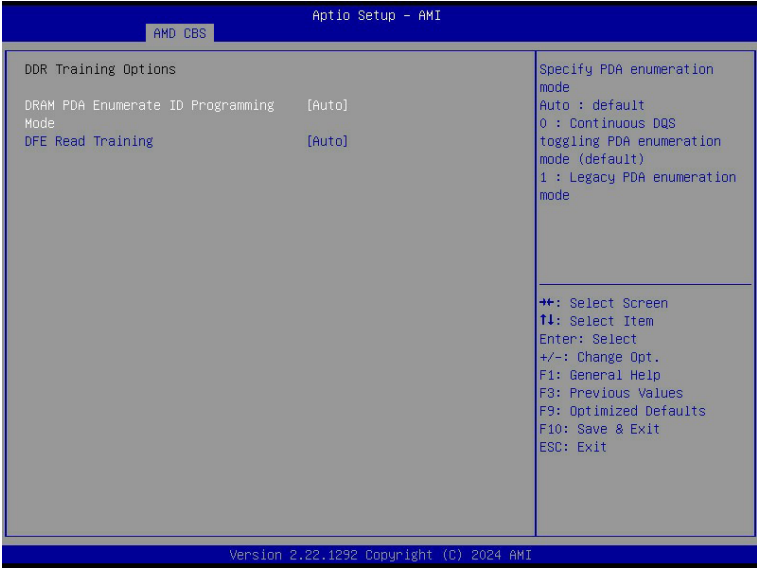 Aptio Setup – AMI
AMD CBS
DDR Training Options
DRAM PDA Enumerate ID Programming [Auto]
Mode
DFE Read Training [Auto]
Specify PDA enumeration
mode
Auto : default
0 : Continuous DQS
toggling PDA enumeration
mode (default)
1 : Legacy PDA enumeration
mode
→←: Select Screen
↑↓: Select Item
Enter: Select
+/-: Change Opt.
F1: General Help
F3: Previous Values
F9: Optimized Defaults
F10: Save & Exit
ESC: Exit
Version 2.22.1292 Copyright (C) 2024 AMI